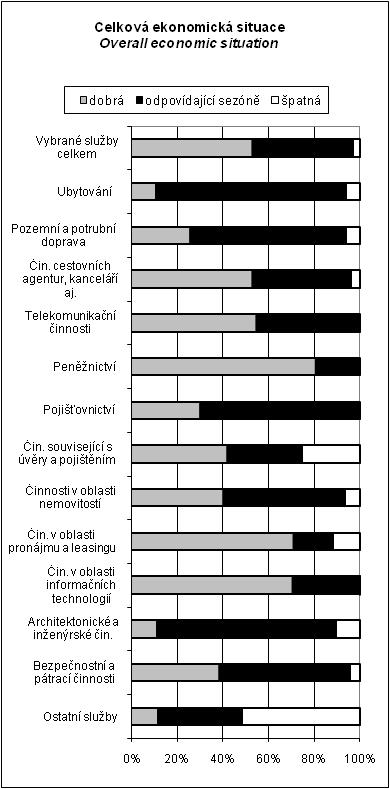 Celková ekonomická situace
Overall economic situation
dobrá odpovídající sezóně špatná
Vybrané služby
celkem
Ubytování
Pozemní a potrubní
doprava
Čin. cestovních
agentur, kanceláří
aj.
Telekomunikační
činnosti
Peněžnictví
Pojišťovnictví
Čin. související s
úvěry a pojištěním
Činnosti v oblasti
nemovitostí
Čin. v oblasti
pronájmu a leasingu
Čin. v oblasti
informačních
technologií
Architektonické a
inženýrské čin.
Bezpečnostní a
pátrací činnosti
Ostatní služby
0% 20% 40% 60% 80% 100%